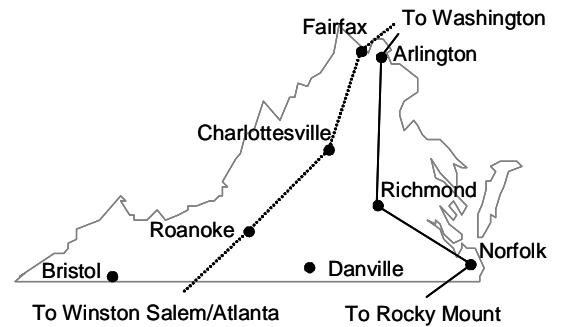 To Washington
Fairfax
Arlington
Charlottesville
Richmond
Roanoke
Norfolk
Bristol
Danville
To Winston Salem/Atlanta
To Rocky Mount